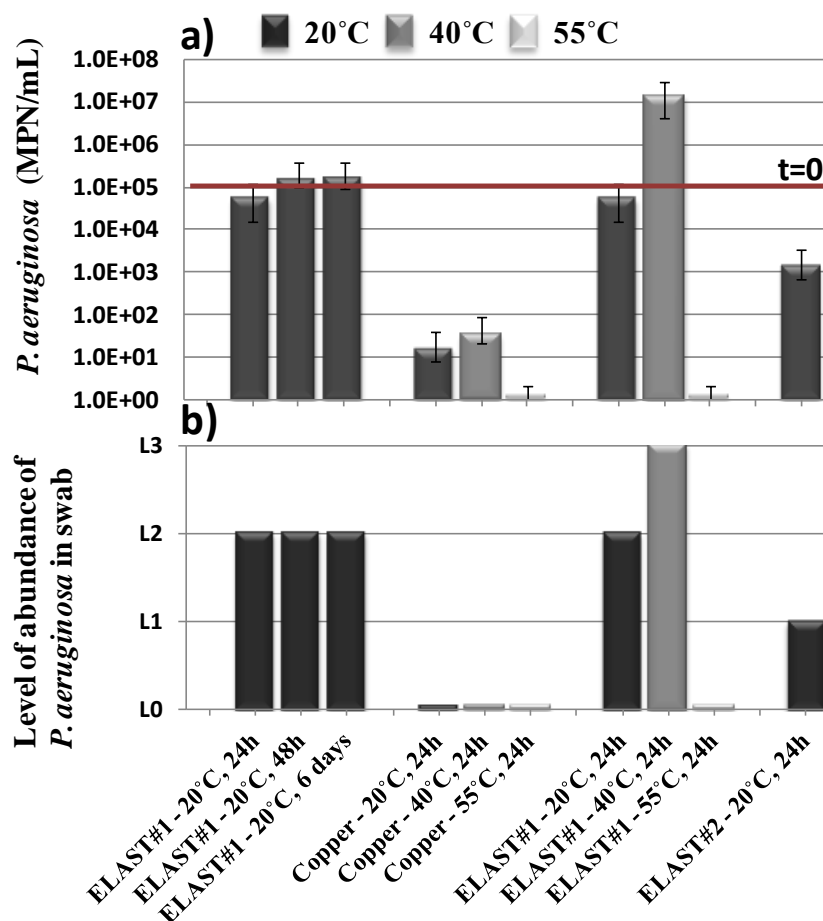 a) 20°C 40°C 55°C
P. aeruginosa (MPN/mL)
1.0E+08
1.0E+07
1.0E+06
1.0E+05
1.0E+04
1.0E+03
1.0E+02
1.0E+01
1.0E+00
t=0
b)
Level of abundance of
P. aeruginosa in swab
L3
L2
L1
L0
ELAST#1 - 20°C, 24h
ELAST#1 - 20°C, 48h
ELAST#1 - 20°C, 6 days
Copper - 20°C, 24h
Copper - 40°C, 24h
Copper - 55°C, 24h
ELAST#1 - 20°C, 24h
ELAST#1 - 40°C, 24h
ELAST#1 - 55°C, 24h
ELAST#2 - 20°C, 24h